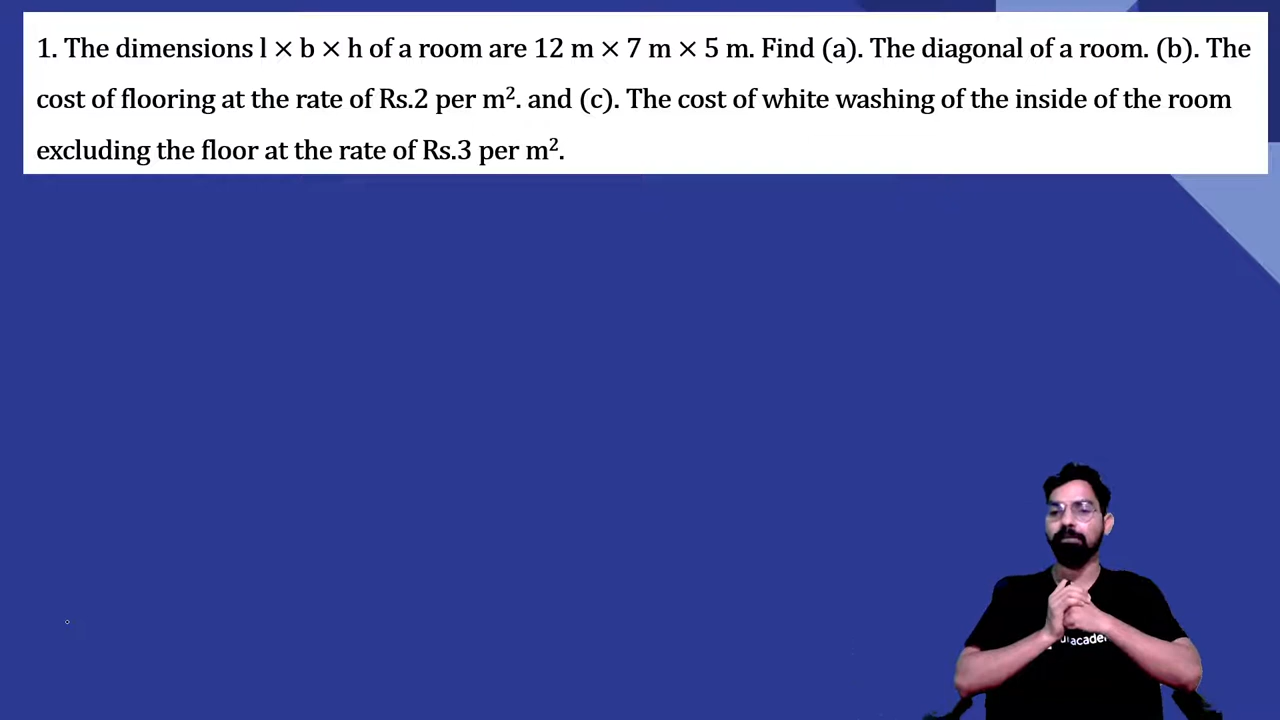 1. The dimensions l × b × h of a room are 12 m × 7 m × 5 m. Find (a). The diagonal of a room. (b). The
cost of flooring at the rate of Rs.2 per m². and (c). The cost of white washing of the inside of the room
excluding the floor at the rate of Rs.3 per m².